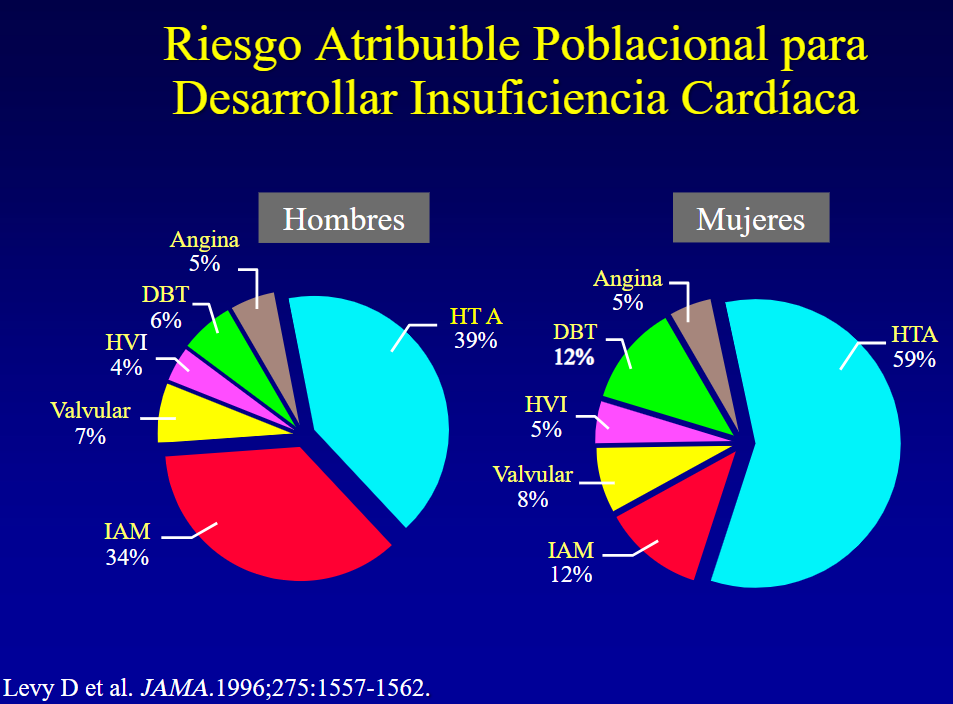 Riesgo Atribuible Poblacional para
Desarrollar Insuficiencia Cardíaca
Hombres
Angina
5%
DBT
6%
HVI
4%
Valvular
7%
IAM
34%
HT A
39%
Mujeres
Angina
5%
DBT
12%
HVI
5%
Valvular
8%
IAM
12%
HTA
59%
Levy D et al. JAMA.1996;275:1557-1562.